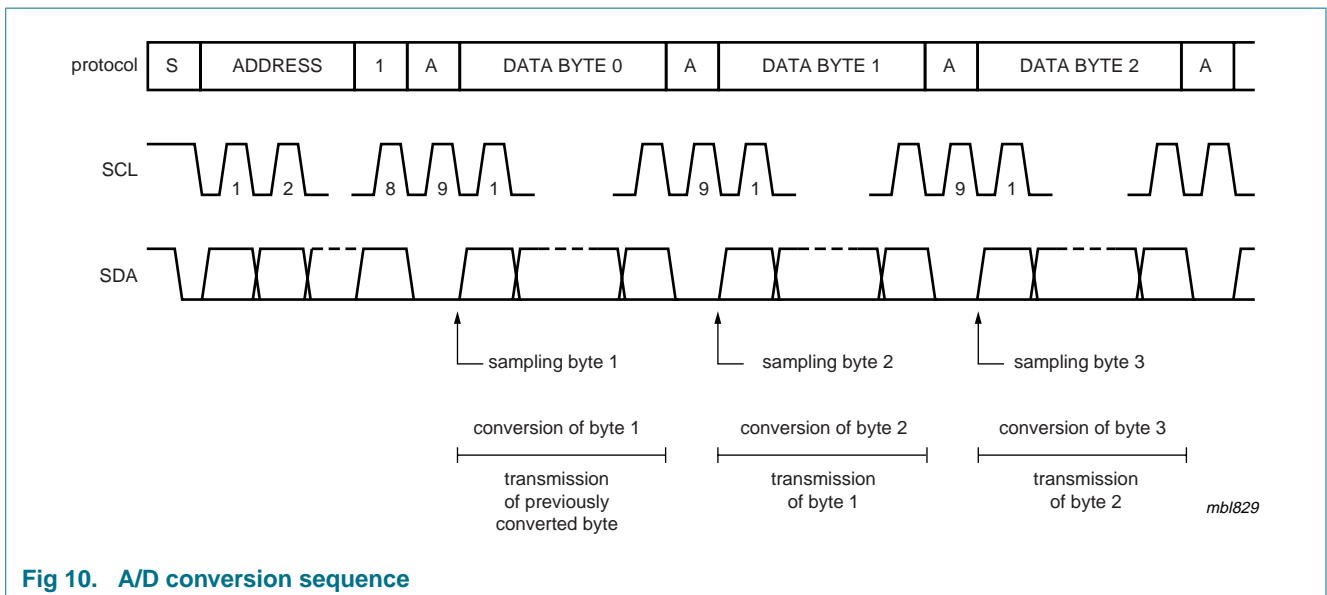 protocol S ADDRESS 1 A DATA BYTE 0 A DATA BYTE 1 A DATA BYTE 2 A
SCL 1 2 8 9 1 9 1 9 1
SDA
sampling byte 1 sampling byte 2 sampling byte 3
conversion of byte 1 conversion of byte 2 conversion of byte 3
transmission transmission transmission
of previously of byte 1 of byte 2
converted byte
mbl829
Fig 10. A/D conversion sequence